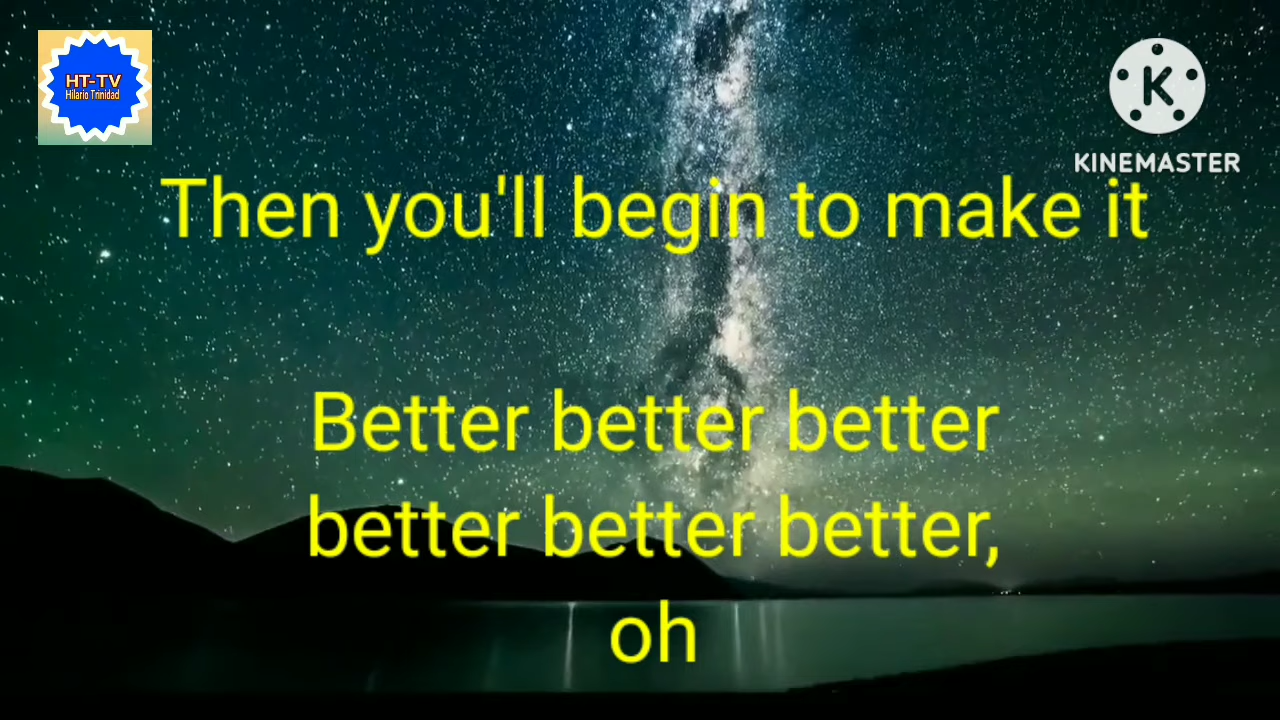 HT-TV
Hilario Trinidad
KINEMASTER
Then you'll begin to make it
Better better better
better better better,
oh